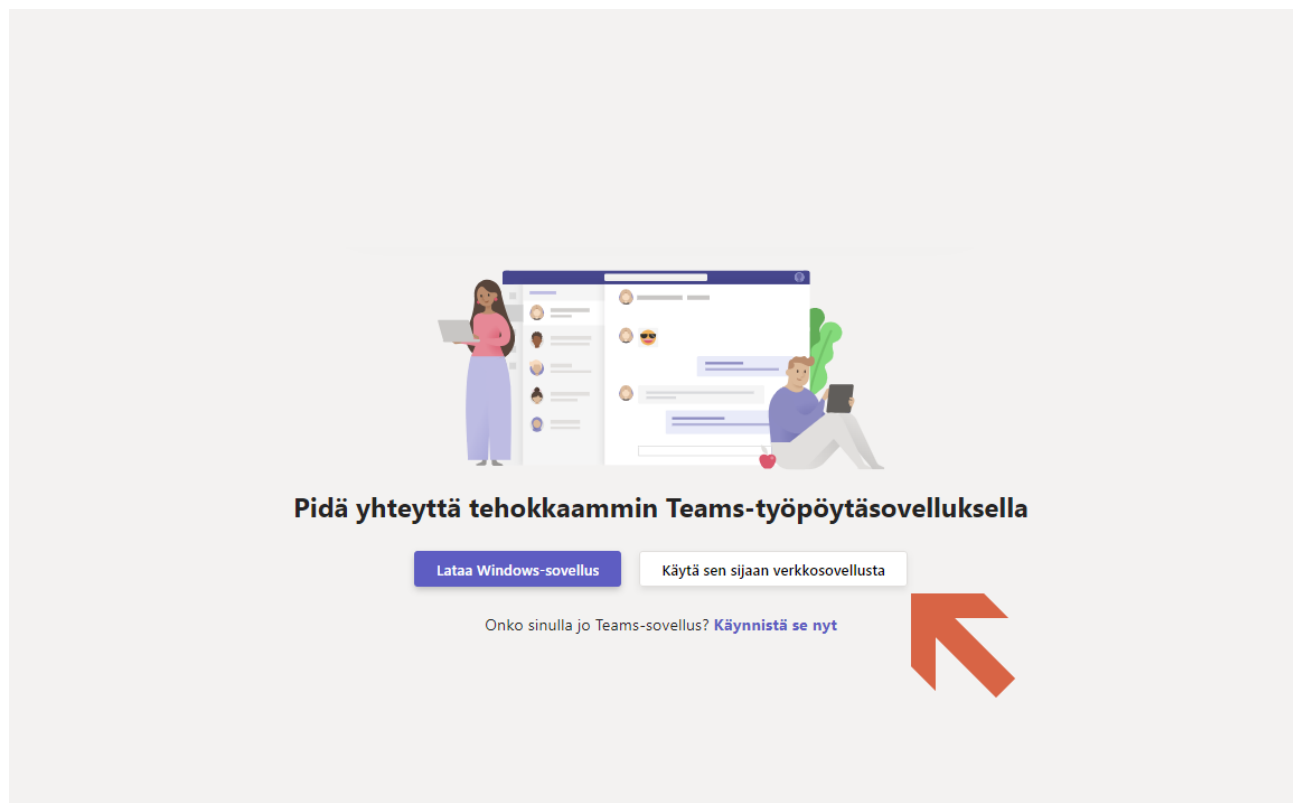 Pidä yhteyttä tehokkaammin Teams-työpöytäsovelluksella
Lataa Windows-sovellus
Käytä sen sijaan verkkosovellusta
Onko sinulla jo Teams-sovellus? Käynnistä se nyt